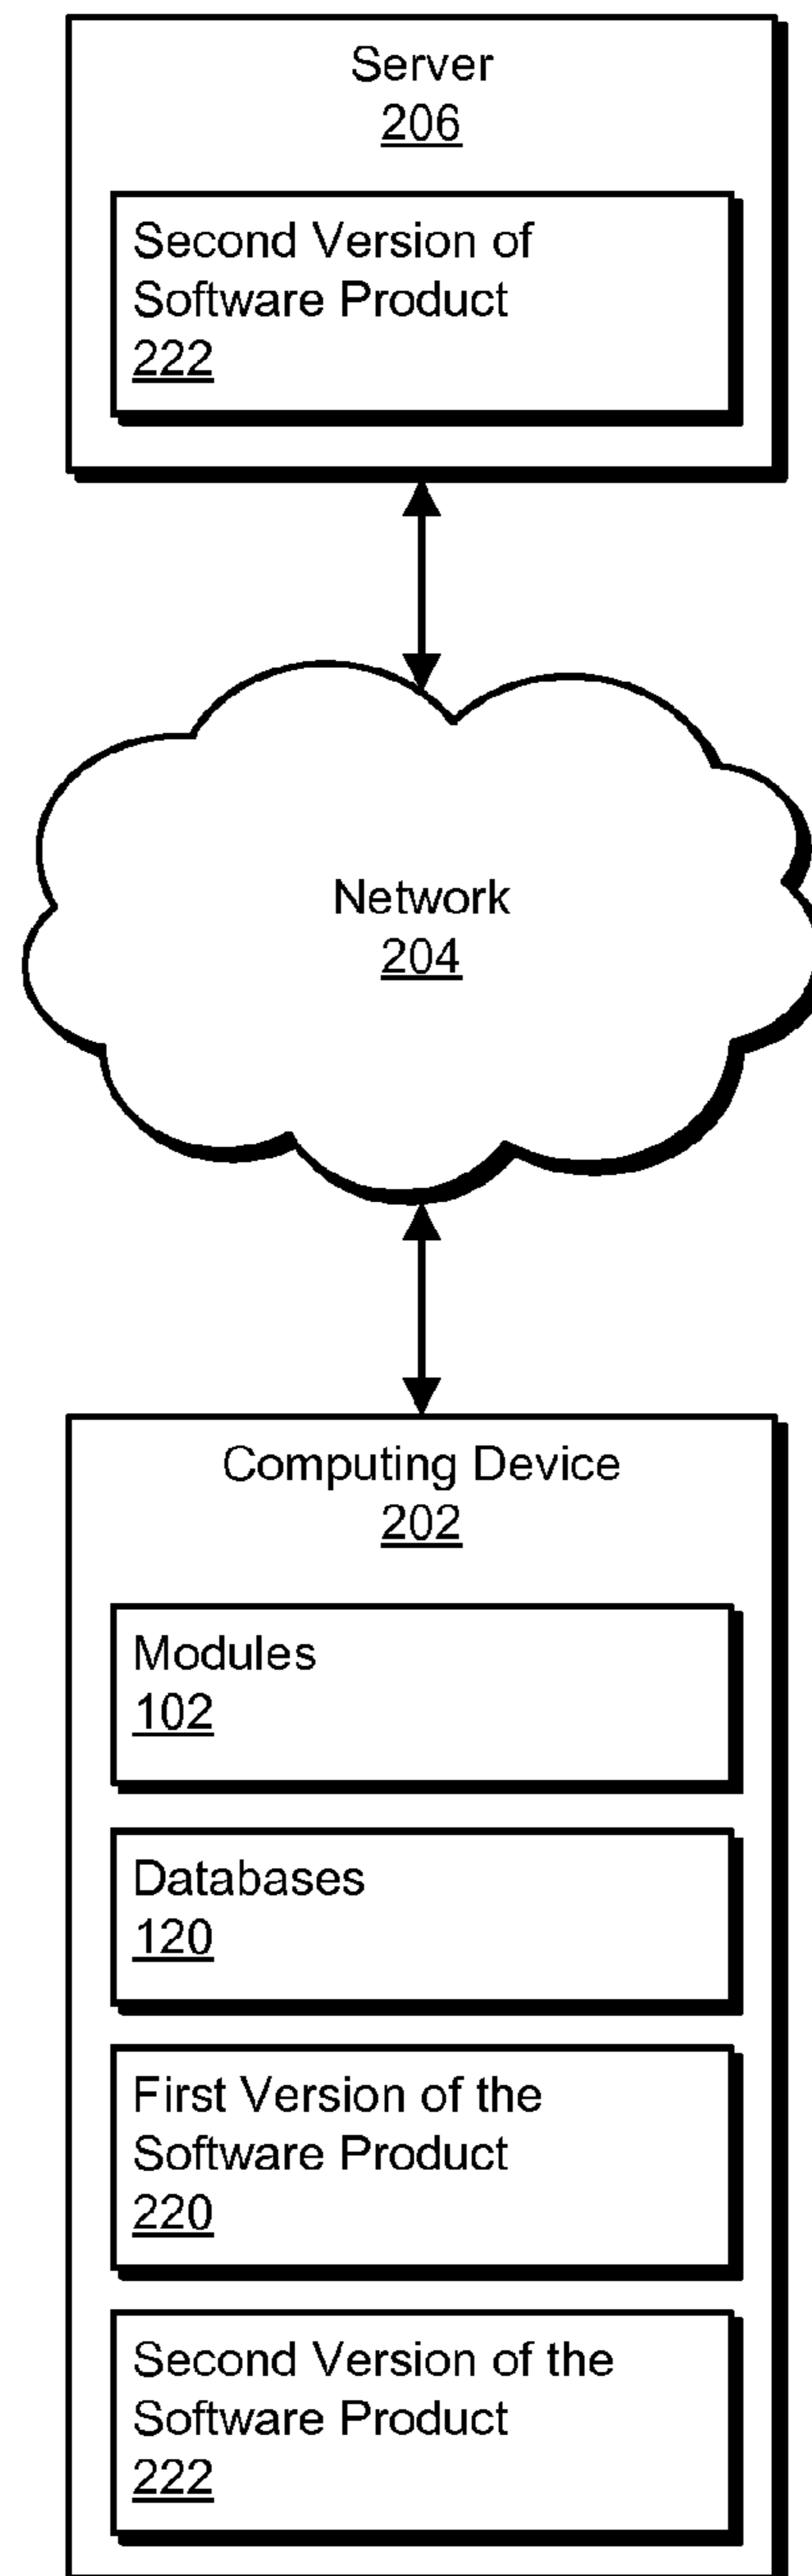 Server
206
Second Version of
Software Product
222
Network
204
Computing Device
202
Modules
102
Databases
120
First Version of the
Software Product
220
Second Version of the
Software Product
222